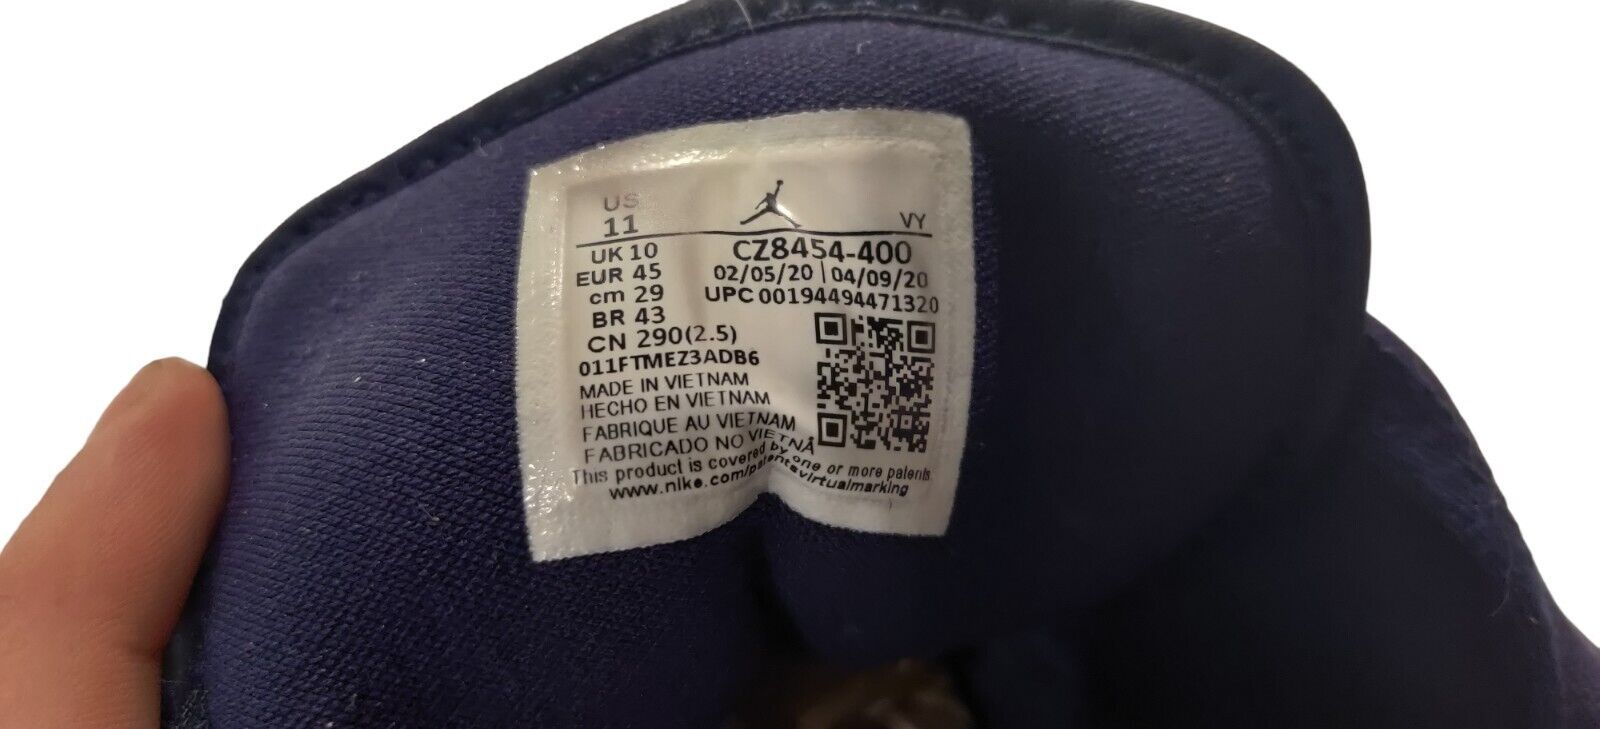 US
11 VY
UK 10 CZ8454-400
EUR 45 02/05/20 | 04/09/20
cm 29 UPC 00194494471320
BR 43
CN 290(2.5)
011FTMEZ3ADB6
MADE IN VIETNAM
HECHO EN VIETNAM
FABRIQUE AU VIETNAM
FABRICADO NO VIETNÃ
This product is covered by one or more patents
www.nike.com/patentsvirtualmarking